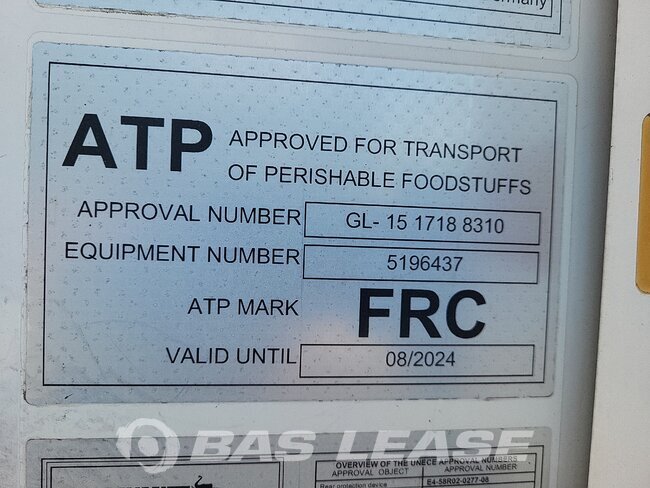 Germany
ATP APPROVED FOR TRANSPORT
OF PERISHABLE FOODSTUFFS
APPROVAL NUMBER GL- 15 1718 8310
EQUIPMENT NUMBER 5196437
ATP MARK FRC
VALID UNTIL 08/2024
BAS LEASE
OVERVIEW OF THE UNECE APPROVAL NUMBERS
APPROVAL OBJECT APPROVAL NUMBER
Rear protection device E4-58R02-0277-08